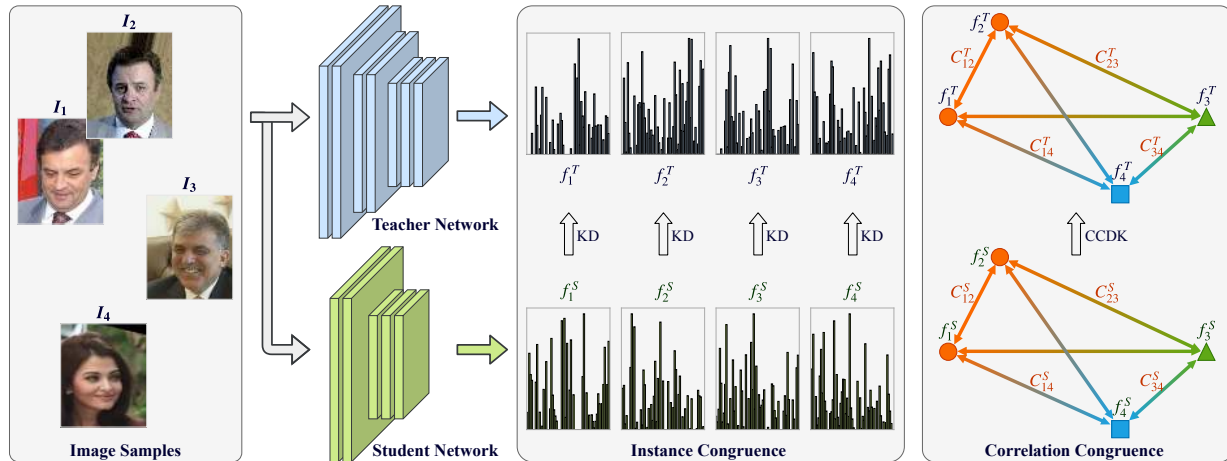 I₂
I₁
I₃
I₄
Image Samples
Teacher Network
Student Network
f₁ᵀ f₂ᵀ f₃ᵀ f₄ᵀ
KD KD KD KD
f₁ˢ f₂ˢ f₃ˢ f₄ˢ
Instance Congruence
f₂ᵀ
C₁₂ᵀ C₂₃ᵀ
f₁ᵀ f₃ᵀ
C₁₄ᵀ C₃₄ᵀ
f₄ᵀ
CCDK
f₂ˢ
C₁₂ˢ C₂₃ˢ
f₁ˢ f₃ˢ
C₁₄ˢ C₃₄ˢ
f₄ˢ
Correlation Congruence